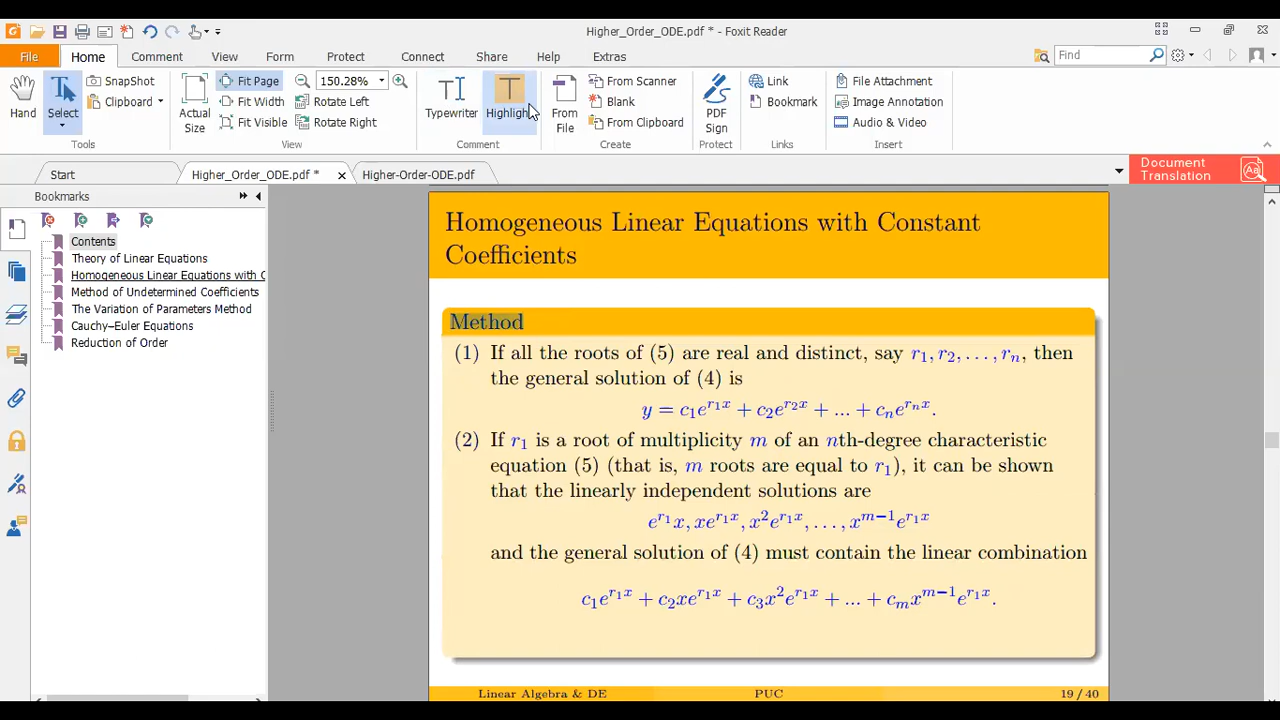 Higher_Order_ODE.pdf * - Foxit Reader
File Home Comment View Form Protect Connect Share Help Extras Find
Hand
Select
SnapShot
Clipboard
Tools
Actual Size
Fit Page
Fit Width
Fit Visible
150.28%
Rotate Left
Rotate Right
View
Typewriter
Highlight
Comment
From File
From Scanner
Blank
From Clipboard
Create
PDF Sign
Protect
Link
Bookmark
Links
File Attachment
Image Annotation
Audio & Video
Insert
Start Higher_Order_ODE.pdf * Higher-Order-ODE.pdf
Document
Translation
Bookmarks
Contents
Theory of Linear Equations
Homogeneous Linear Equations with C
Method of Undetermined Coefficients
The Variation of Parameters Method
Cauchy–Euler Equations
Reduction of Order
Homogeneous Linear Equations with Constant
Coefficients
Method
(1) If all the roots of (5) are real and distinct, say r₁, r₂, . . . , rₙ, then
the general solution of (4) is
y = c₁e^{r₁x} + c₂e^{r₂x} + ... + cₙe^{rₙx}.
(2) If r₁ is a root of multiplicity m of an nth-degree characteristic
equation (5) (that is, m roots are equal to r₁), it can be shown
that the linearly independent solutions are
e^{r₁}x, xe^{r₁x}, x²e^{r₁x}, . . . , x^{m−1}e^{r₁x}
and the general solution of (4) must contain the linear combination
c₁e^{r₁x} + c₂xe^{r₁x} + c₃x²e^{r₁x} + ... + cₘx^{m−1}e^{r₁x}.
Linear Algebra & DE PUC 19 / 40